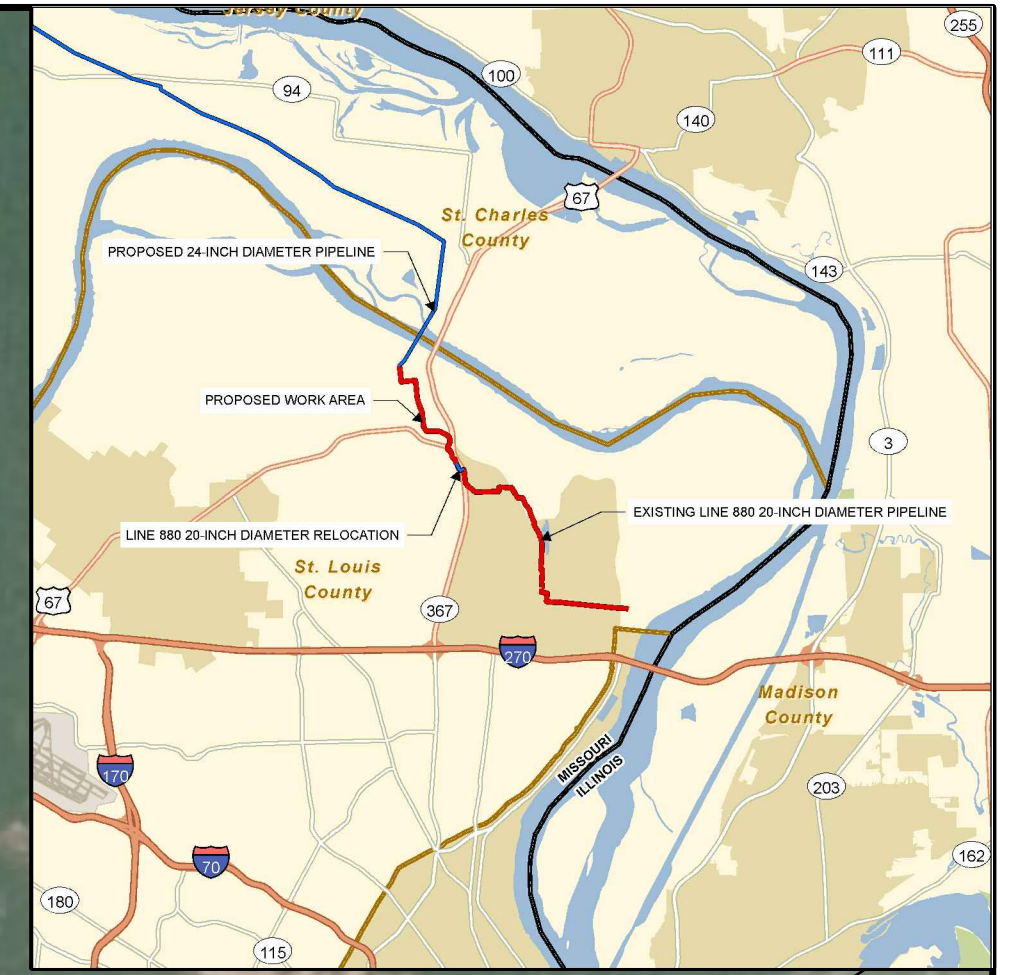 Jersey County
255
111
100
94
140
67
St. Charles
County
PROPOSED 24-INCH DIAMETER PIPELINE
143
PROPOSED WORK AREA
3
EXISTING LINE 880 20-INCH DIAMETER PIPELINE
LINE 880 20-INCH DIAMETER RELOCATION
St. Louis
County
67
367
270
Madison
County
MISSOURI
ILLINOIS
170
203
70
162
180
115